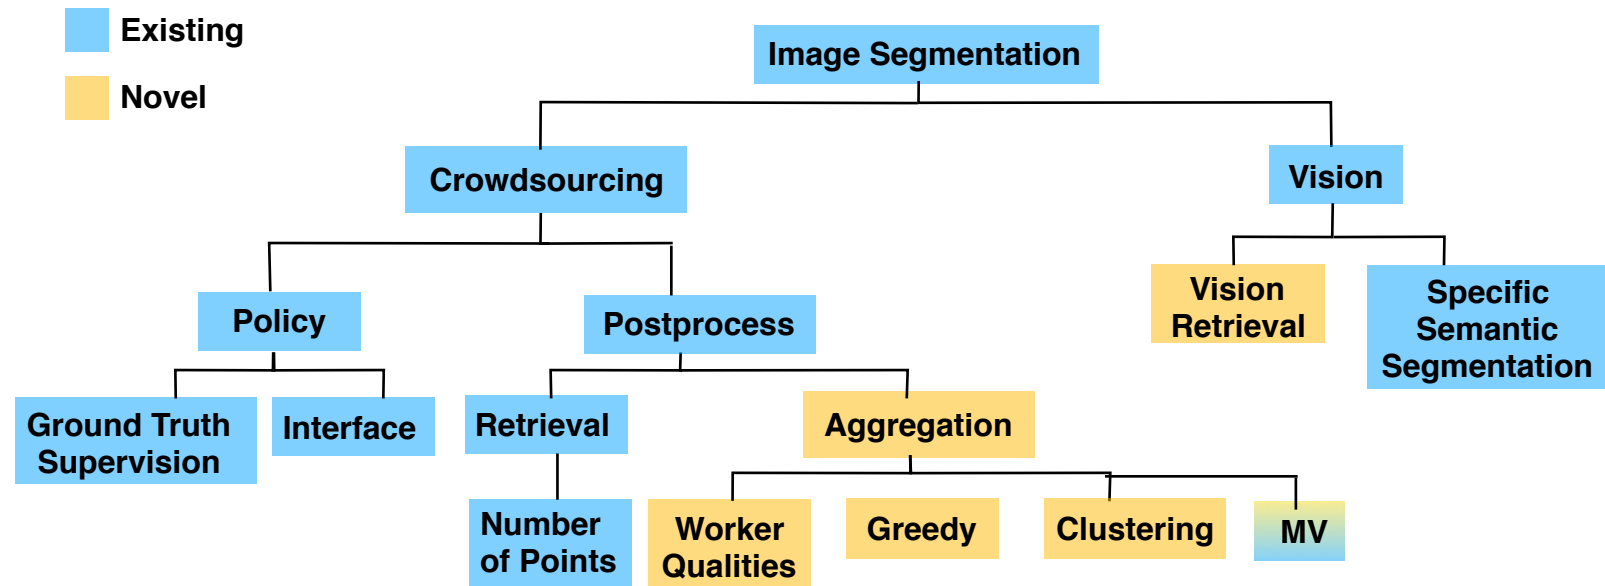 Existing
Novel
Image Segmentation
Crowdsourcing
Vision
Policy
Postprocess
Vision
Retrieval
Specific
Semantic
Segmentation
Ground Truth
Supervision
Interface
Retrieval
Aggregation
Number
of Points
Worker
Qualities
Greedy
Clustering
MV